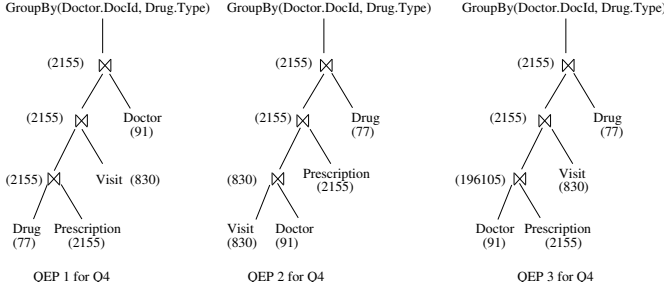 GroupBy(Doctor.DocId, Drug.Type)
(2155)
(2155)
Doctor
(91)
(2155)
Visit (830)
Drug
(77)
Prescription
(2155)
QEP 1 for Q4
GroupBy(Doctor.DocId, Drug.Type)
(2155)
(2155)
Drug
(77)
(830)
Prescription
(2155)
Visit
(830)
Doctor
(91)
QEP 2 for Q4
GroupBy(Doctor.DocId, Drug.Type)
(2155)
(2155)
Drug
(77)
(196105)
Visit
(830)
Doctor
(91)
Prescription
(2155)
QEP 3 for Q4